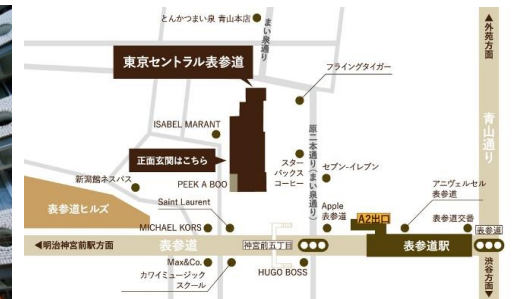 とんかつまい泉 青山本店
まい泉通り
▲外苑方面
東京セントラル表参道
フライングタイガー
ISABEL MARANT
青山通り
原二本通り(まい泉通り)
正面玄関はこちら
スター
バックス
コーヒー
セブン-イレブン
新潟館ネスパス
PEEK A BOO
アニヴェルセル
表参道
表参道ヒルズ
Saint Laurent
Apple
表参道
A2出口
表参道交番
MICHAEL KORS
表参道
◀明治神宮前駅方面
表参道
神宮前五丁目
表参道駅
Max&Co.
カワイミュージック
スクール
HUGO BOSS
渋谷方面▼